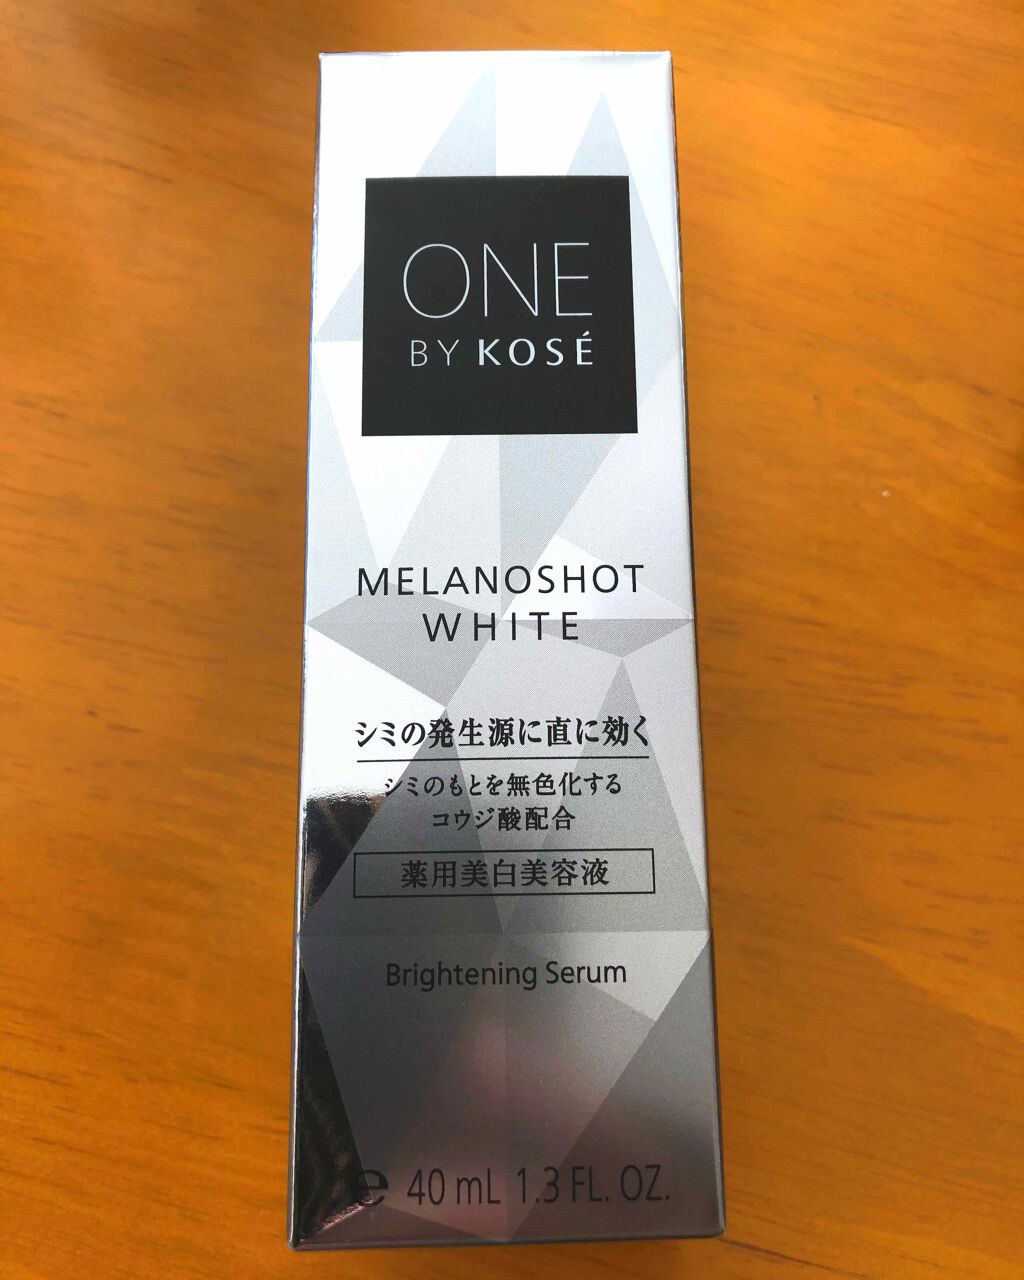 ONE
BY KOSÉ
MELANOSHOT
WHITE
シミの発生源に直に効く
シミのもとを無色化する
コウジ酸配合
薬用美白美容液
Brightening Serum
℮ 40 mL 1.3 FL. OZ.